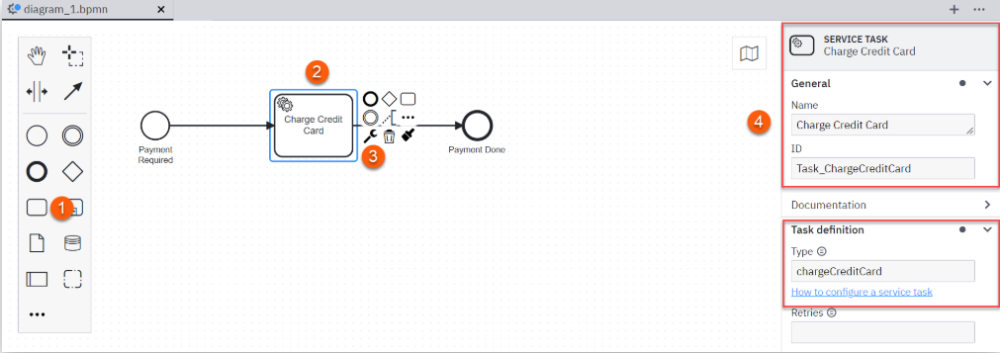 diagram_1.bpmn
1
2
Payment
Required
Charge Credit
Card
3
Payment Done
4
SERVICE TASK
Charge Credit Card
General
Name
Charge Credit Card
ID
Task_ChargeCreditCard
Documentation
Task definition
Type
chargeCreditCard
How to configure a service task
Retries